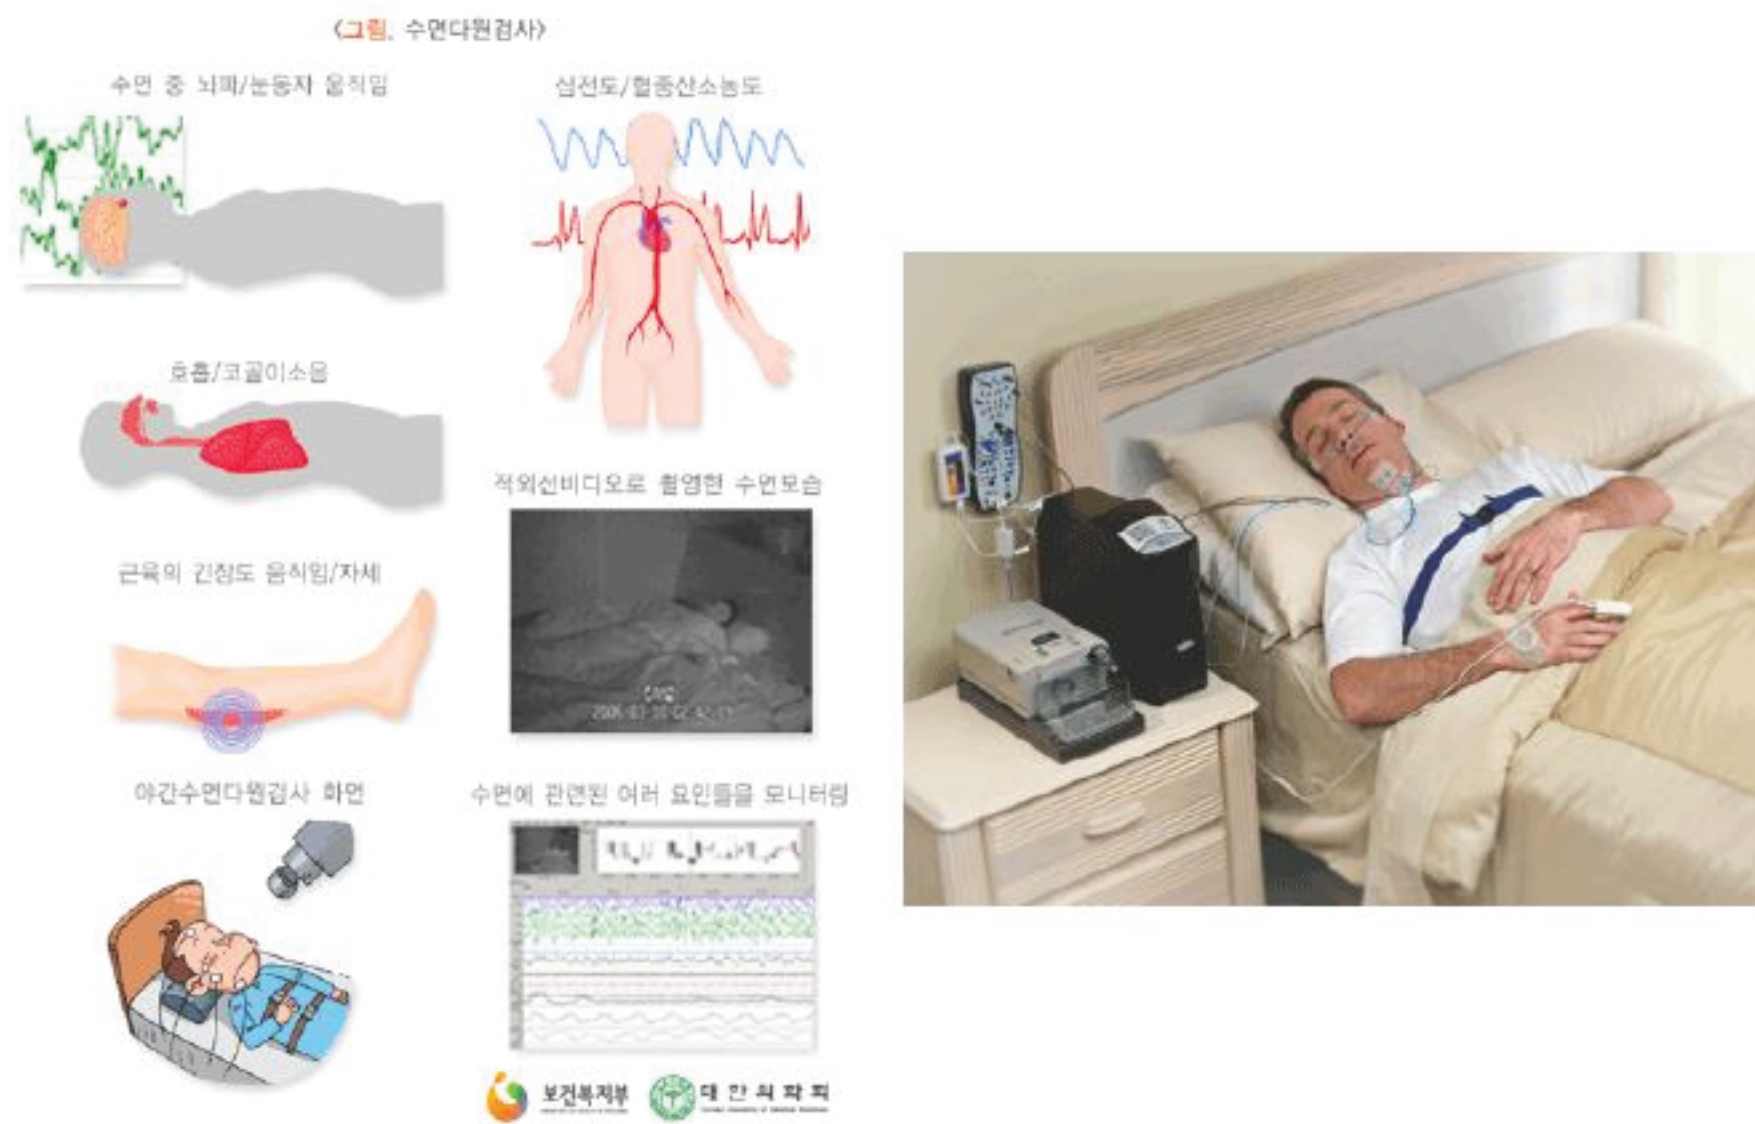 <그림. 수면다원검사>
수면 중 뇌파/눈동자 움직임
심전도/혈중산소농도
호흡/코골이소음
적외선비디오로 촬영한 수면모습
근육의 긴장도 움직임/자세
야간수면다원검사 화면
수면에 관련된 여러 요인들을 모니터링
보건복지부
대한의학회